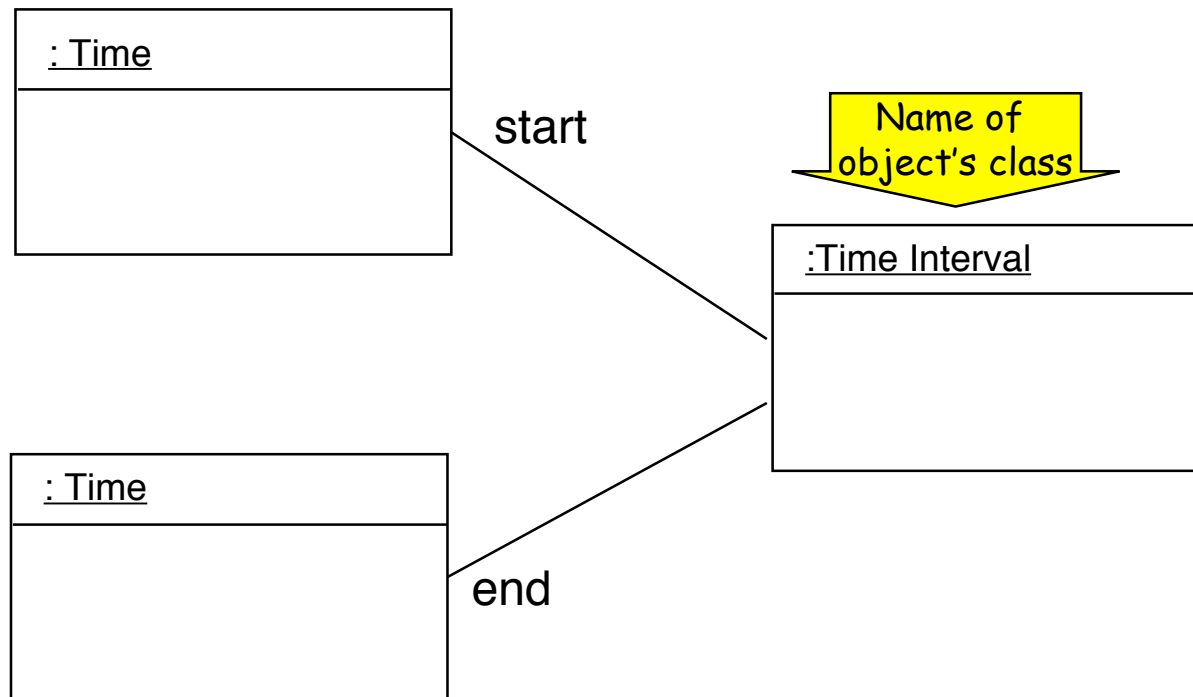 : Time
start
Name of
object's class
:Time Interval
: Time
end